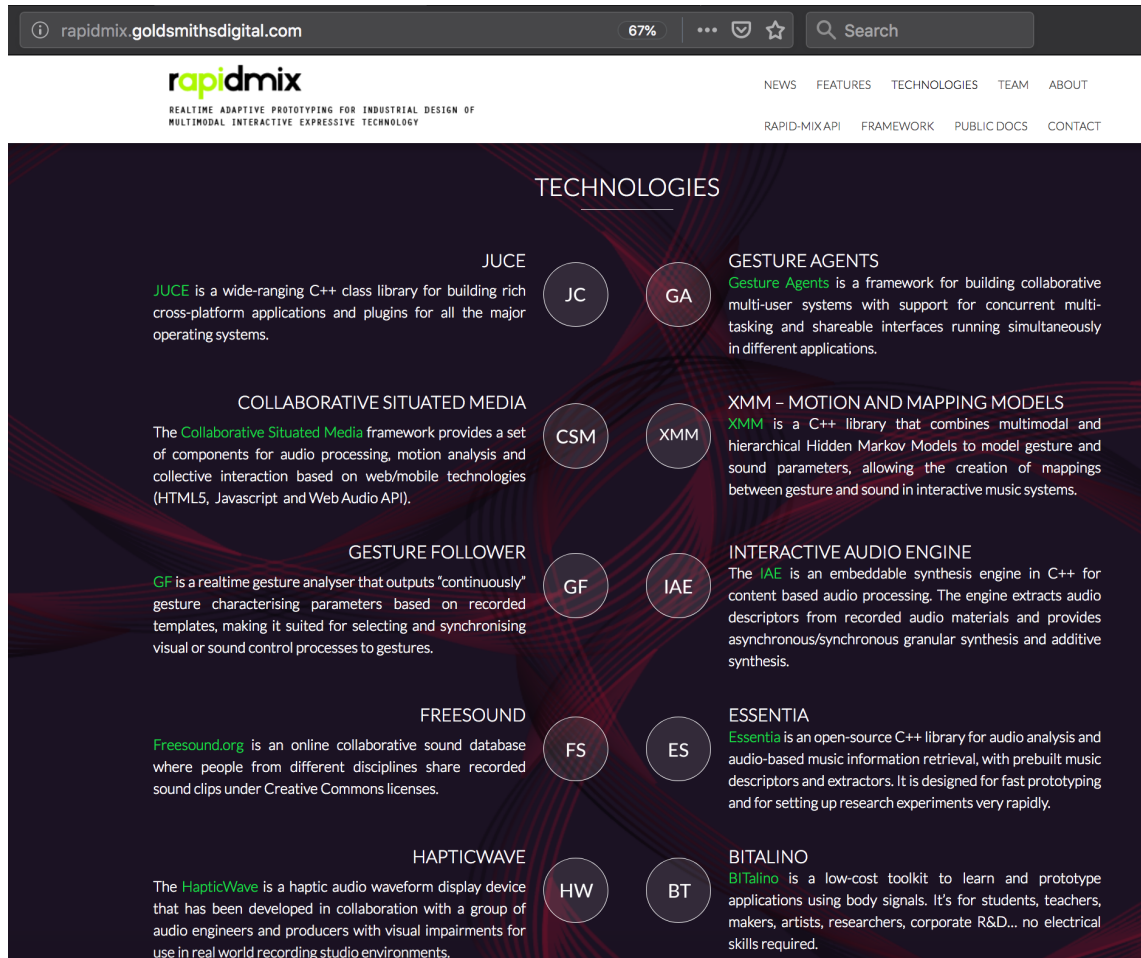 rapidmix.goldsmithsdigital.com
67%
Search
rapidmix
REALTIME ADAPTIVE PROTOTYPING FOR INDUSTRIAL DESIGN OF
MULTIMODAL INTERACTIVE EXPRESSIVE TECHNOLOGY
NEWS FEATURES TECHNOLOGIES TEAM ABOUT
RAPID-MIX API FRAMEWORK PUBLIC DOCS CONTACT
TECHNOLOGIES
JUCE
JUCE is a wide-ranging C++ class library for building rich
cross-platform applications and plugins for all the major
operating systems.
JC
GA
GESTURE AGENTS
Gesture Agents is a framework for building collaborative
multi-user systems with support for concurrent multi-
tasking and shareable interfaces running simultaneously
in different applications.
COLLABORATIVE SITUATED MEDIA
The Collaborative Situated Media framework provides a set
of components for audio processing, motion analysis and
collective interaction based on web/mobile technologies
(HTML5, Javascript and Web Audio API).
CSM
XMM
XMM – MOTION AND MAPPING MODELS
XMM is a C++ library that combines multimodal and
hierarchical Hidden Markov Models to model gesture and
sound parameters, allowing the creation of mappings
between gesture and sound in interactive music systems.
GESTURE FOLLOWER
GF is a realtime gesture analyser that outputs “continuously”
gesture characterising parameters based on recorded
templates, making it suited for selecting and synchronising
visual or sound control processes to gestures.
GF
IAE
INTERACTIVE AUDIO ENGINE
The IAE is an embeddable synthesis engine in C++ for
content based audio processing. The engine extracts audio
descriptors from recorded audio materials and provides
asynchronous/synchronous granular synthesis and additive
synthesis.
FREESOUND
Freesound.org is an online collaborative sound database
where people from different disciplines share recorded
sound clips under Creative Commons licenses.
FS
ES
ESSENTIA
Essentia is an open-source C++ library for audio analysis and
audio-based music information retrieval, with prebuilt music
descriptors and extractors. It is designed for fast prototyping
and for setting up research experiments very rapidly.
HAPTICWAVE
The HapticWave is a haptic audio waveform display device
that has been developed in collaboration with a group of
audio engineers and producers with visual impairments for
use in real world recording studio environments.
HW
BT
BITALINO
BITalino is a low-cost toolkit to learn and prototype
applications using body signals. It’s for students, teachers,
makers, artists, researchers, corporate R&D... no electrical
skills required.